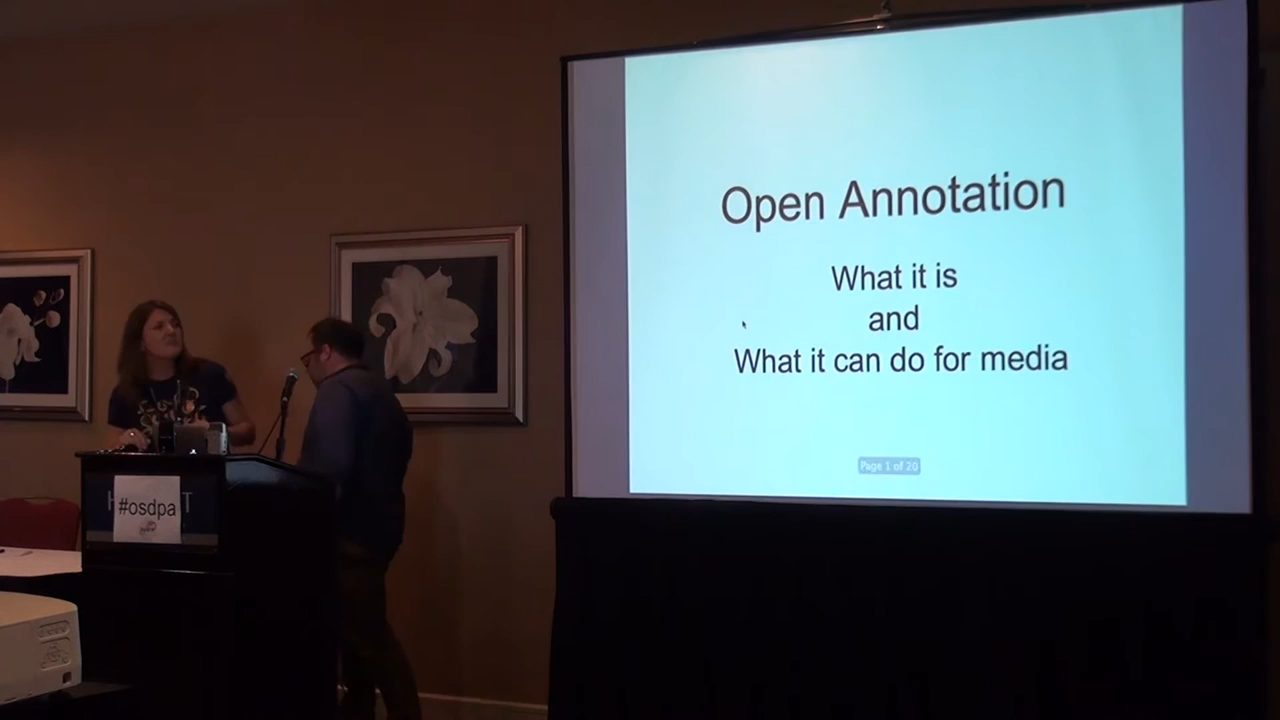 Open Annotation
What it is
and
What it can do for media
Page 1 of 20
#osdpa